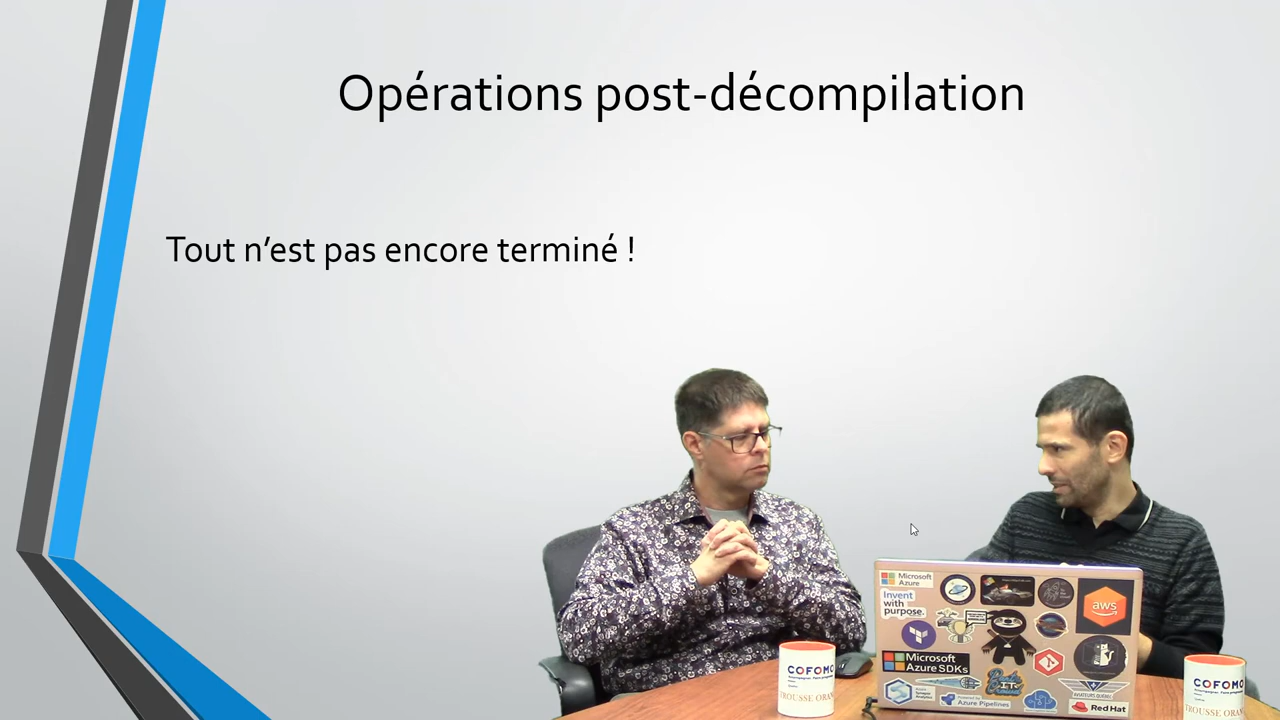 Opérations post-décompilation
Tout n’est pas encore terminé !
Microsoft
Azure
Invent
with
purpose.
aws
Microsoft
Azure SDKs
Azure Pipelines
Red Hat
COFOMO
COFOMO